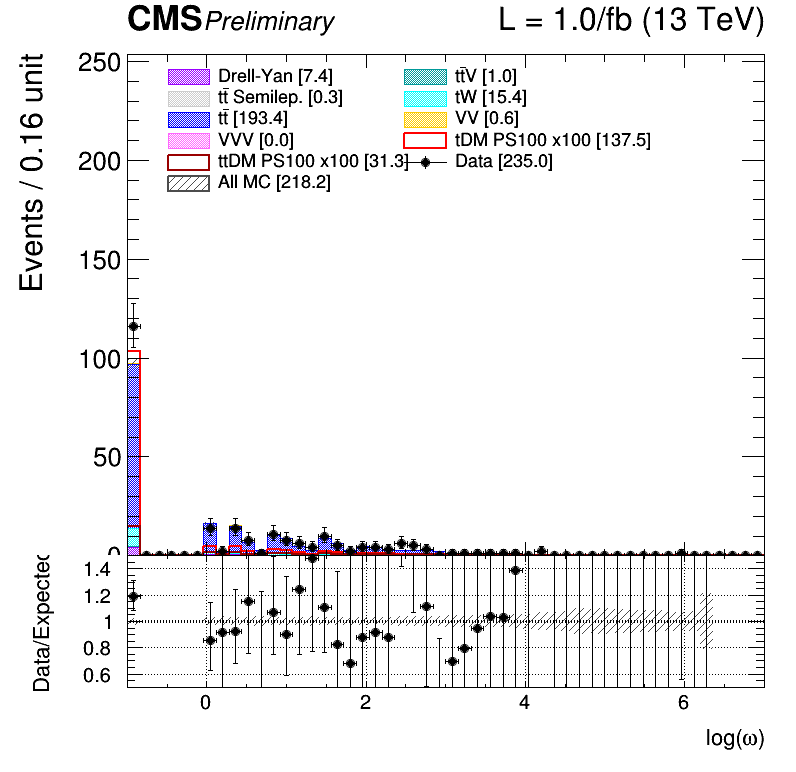 CMS Preliminary L = 1.0/fb (13 TeV)
Events / 0.16 unit
250
200
150
100
50
0
Drell-Yan [7.4]
tt̄V [1.0]
tt̄ Semilep. [0.3]
tW [15.4]
tt̄ [193.4]
VV [0.6]
VVV [0.0]
tDM PS100 x100 [137.5]
ttDM PS100 x100 [31.3]
Data [235.0]
All MC [218.2]
Data/Expected
1.4
1.2
1
0.8
0.6
0 2 4 6
log(ω)